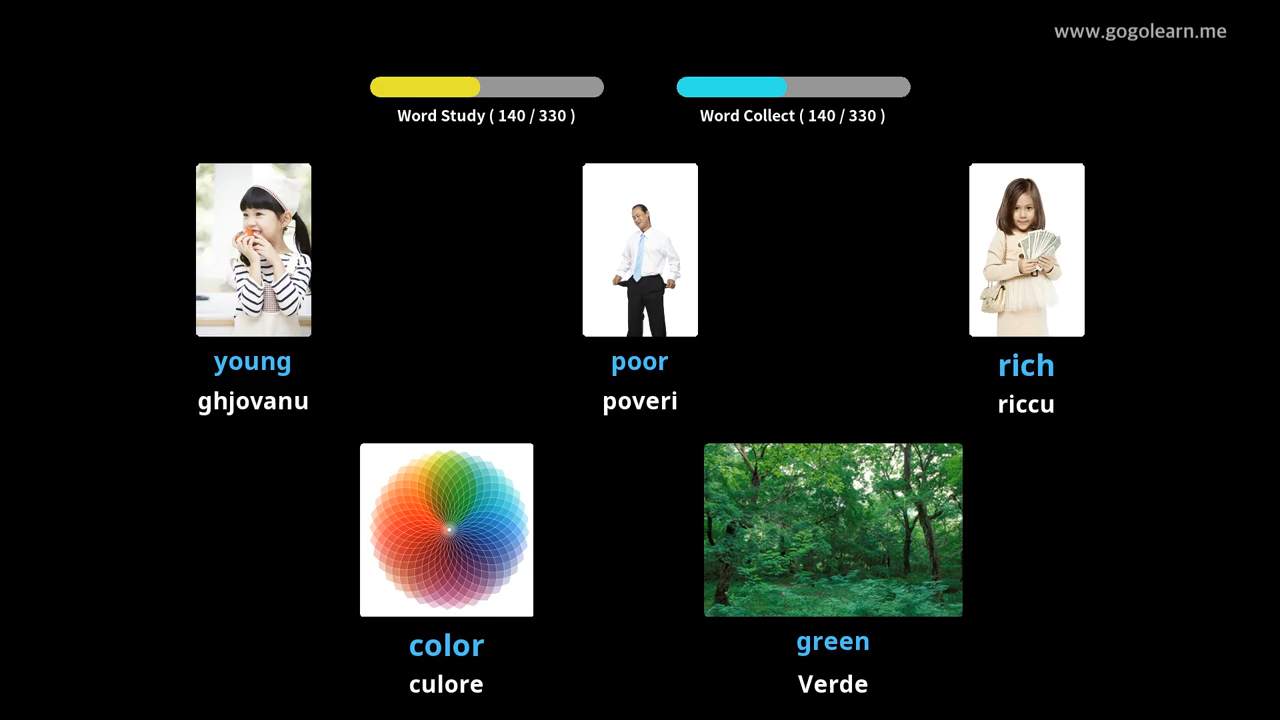 www.gogolearn.me
Word Study ( 140 / 330 )
Word Collect ( 140 / 330 )
young
poor
rich
ghjovanu
poveri
riccu
color
green
culore
Verde